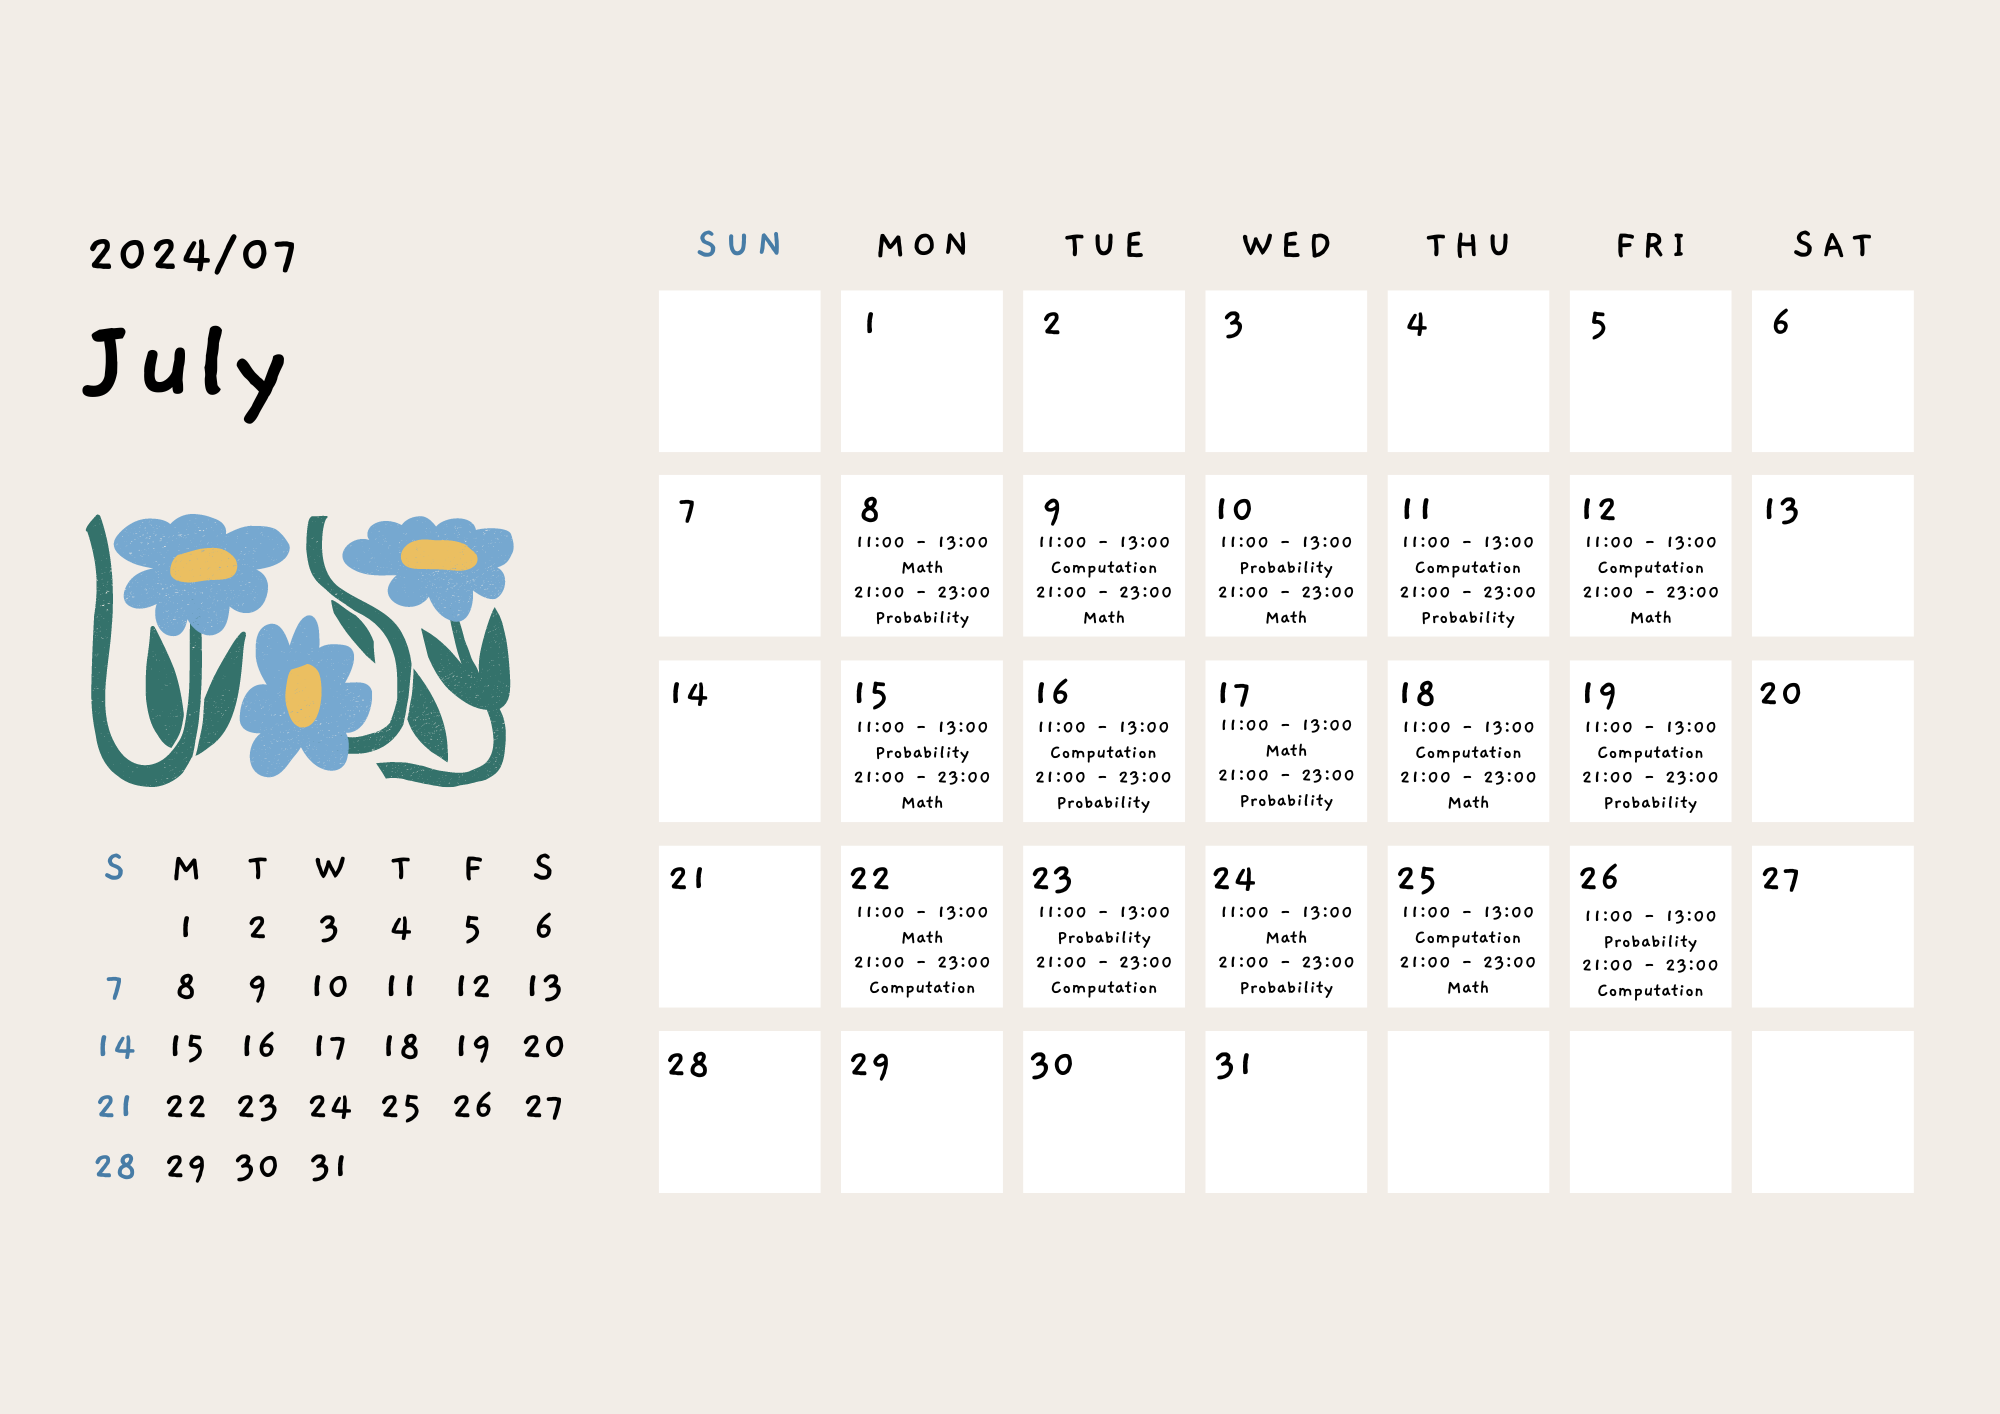 2024/07
July
S M T W T F S
1 2 3 4 5 6
7 8 9 10 11 12 13
14 15 16 17 18 19 20
21 22 23 24 25 26 27
28 29 30 31
SUN MON TUE WED THU FRI SAT
1 2 3 4 5 6
7 8 9 10 11 12 13
11:00 - 13:00 11:00 - 13:00 11:00 - 13:00 11:00 - 13:00 11:00 - 13:00
Math Computation Probability Computation Computation
21:00 - 23:00 21:00 - 23:00 21:00 - 23:00 21:00 - 23:00 21:00 - 23:00
Probability Math Math Probability Math
14 15 16 17 18 19 20
11:00 - 13:00 11:00 - 13:00 11:00 - 13:00 11:00 - 13:00 11:00 - 13:00
Probability Computation Math Computation Computation
21:00 - 23:00 21:00 - 23:00 21:00 - 23:00 21:00 - 23:00 21:00 - 23:00
Math Probability Probability Math Probability
21 22 23 24 25 26 27
11:00 - 13:00 11:00 - 13:00 11:00 - 13:00 11:00 - 13:00 11:00 - 13:00
Math Probability Math Computation Probability
21:00 - 23:00 21:00 - 23:00 21:00 - 23:00 21:00 - 23:00 21:00 - 23:00
Computation Computation Probability Math Computation
28 29 30 31